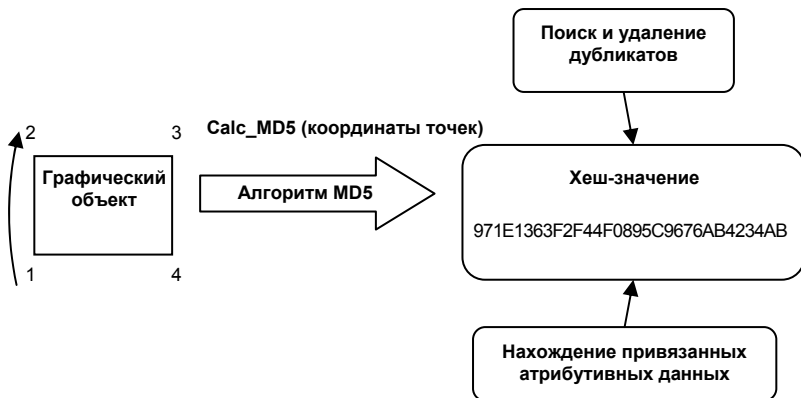 Поиск и удаление
дубликатов
2
3
Calc_MD5 (координаты точек)
Графический
объект
Алгоритм MD5
Хеш-значение
971E1363F2F44F0895C9676AB4234AB
1
4
Нахождение привязанных
атрибутивных данных